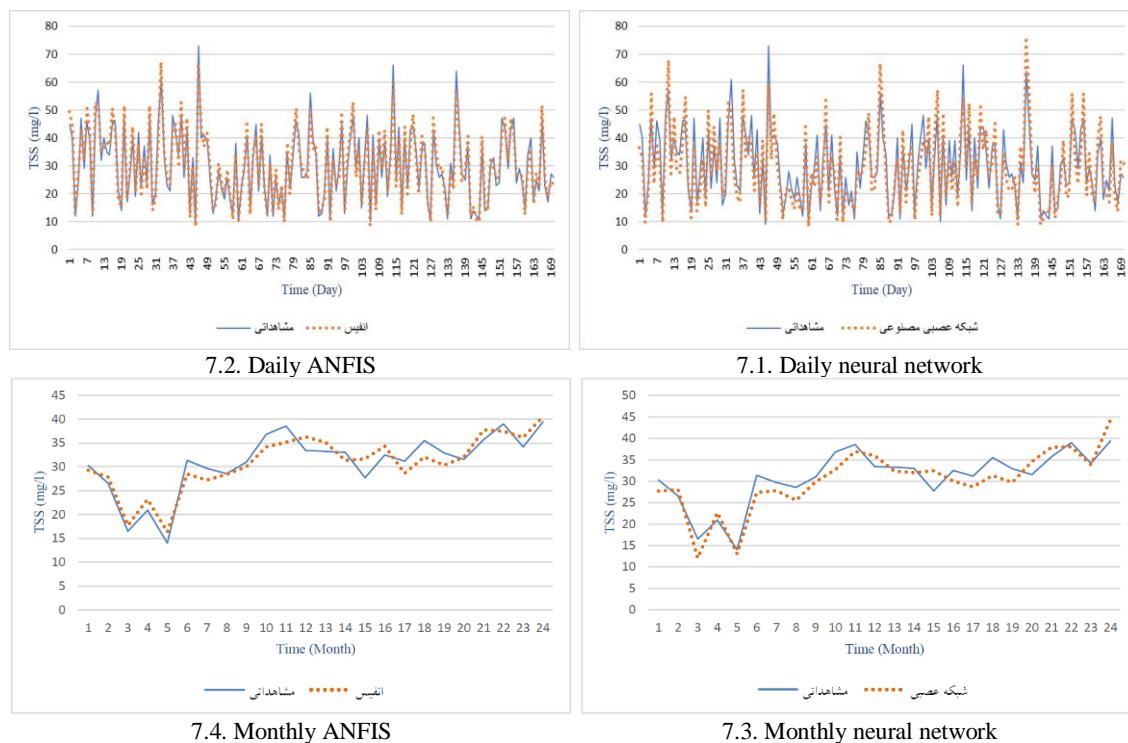 80
70
60
50
40
30
20
10
0
TSS (mg/l)
1 7 13 19 25 31 37 43 49 55 61 67 73 79 85 91 97 103 109 115 121 127 133 139 145 151 157 163 169
Time (Day)
مشاهداتی
انفیس
7.2. Daily ANFIS
80
70
60
50
40
30
20
10
0
TSS (mg/l)
1 7 13 19 25 31 37 43 49 55 61 67 73 79 85 91 97 103 109 115 121 127 133 139 145 151 157 163 169
Time (Day)
مشاهداتی
شبکه عصبی مصنوعی
7.1. Daily neural network
45
40
35
30
25
20
15
10
5
0
TSS (mg/l)
1 2 3 4 5 6 7 8 9 10 11 12 13 14 15 16 17 18 19 20 21 22 23 24
Time (Month)
مشاهداتی
انفیس
7.4. Monthly ANFIS
50
45
40
35
30
25
20
15
10
5
0
TSS (mg/l)
1 2 3 4 5 6 7 8 9 10 11 12 13 14 15 16 17 18 19 20 21 22 23 24
Time (Month)
مشاهداتی
شبکه عصبی
7.3. Monthly neural network